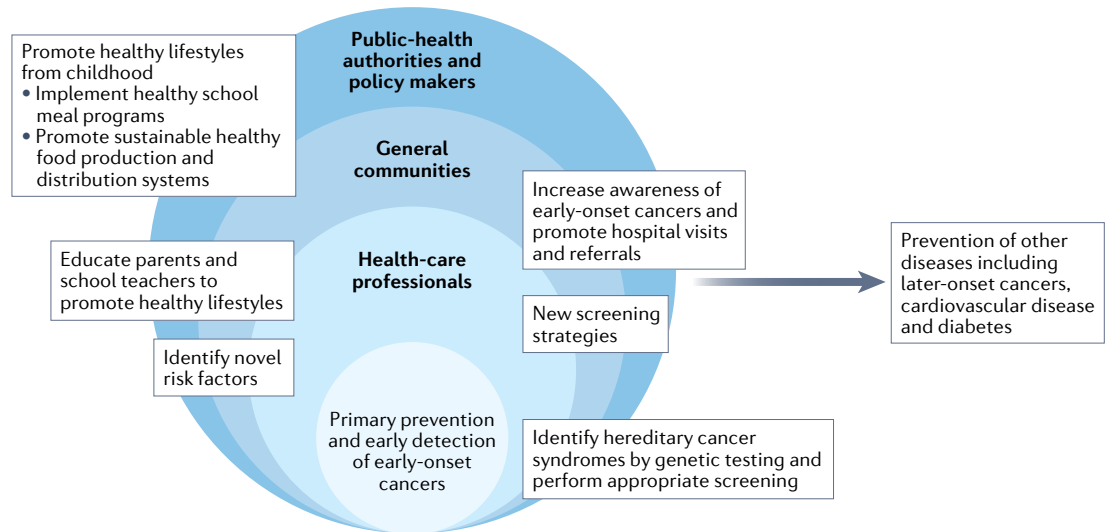 Public-health
authorities and
policy makers
Promote healthy lifestyles
from childhood
• Implement healthy school
meal programs
• Promote sustainable healthy
food production and
distribution systems
General
communities
Increase awareness of
early-onset cancers and
promote hospital visits
and referrals
Educate parents and
school teachers to
promote healthy lifestyles
Health-care
professionals
Prevention of other
diseases including
later-onset cancers,
cardiovascular disease
and diabetes
New screening
strategies
Identify novel
risk factors
Primary prevention
and early detection
of early-onset
cancers
Identify hereditary cancer
syndromes by genetic testing and
perform appropriate screening